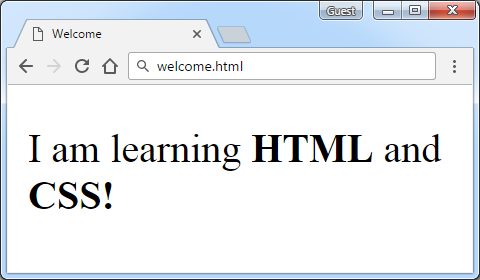 Guest
Welcome
welcome.html
I am learning HTML and
CSS!